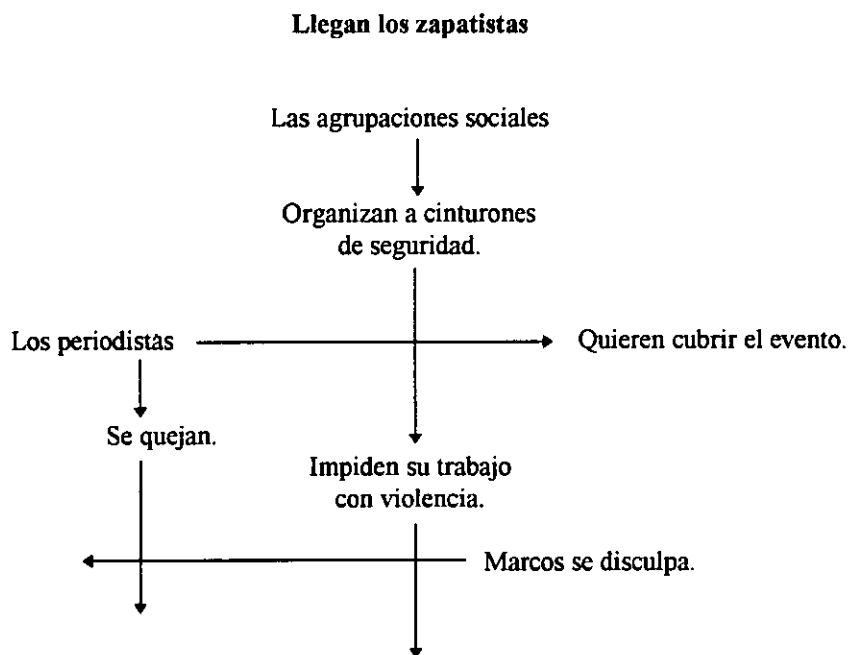 Llegan los zapatistas
Las agrupaciones sociales
Organizan a cinturones
de seguridad.
Los periodistas
Quieren cubrir el evento.
Se quejan.
Impiden su trabajo
con violencia.
Marcos se disculpa.